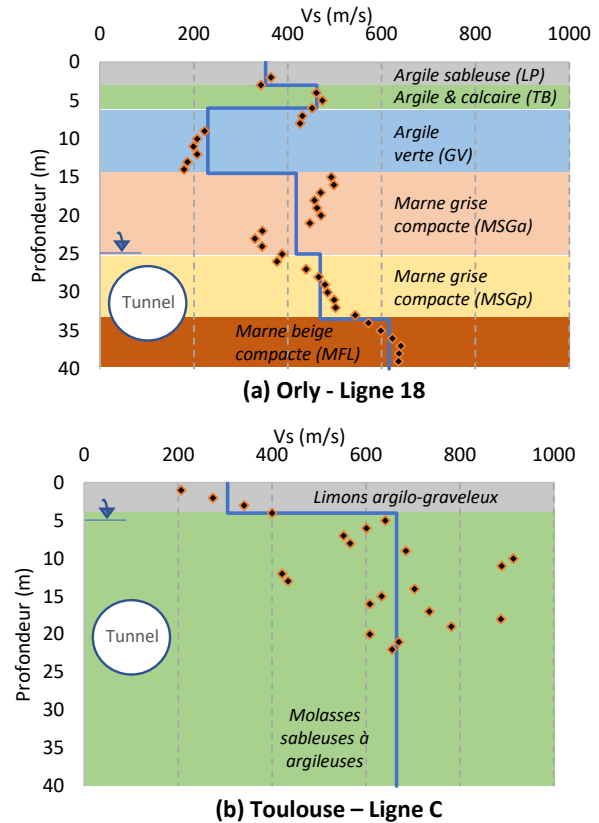 Vs (m/s)
0 200 400 600 800 1000
Profondeur (m)
0
5
10
15
20
25
30
35
40
Argile sableuse (LP)
Argile & calcaire (TB)
Argile
verte (GV)
Marne grise
compacte (MSGa)
Marne grise
compacte (MSGp)
Tunnel
Marne beige
compacte (MFL)
(a) Orly - Ligne 18
Vs (m/s)
0 200 400 600 800 1000
Profondeur (m)
0
5
10
15
20
25
30
35
40
Limons argilo-graveleux
Tunnel
Molasses
sableuses à
argileuses
(b) Toulouse – Ligne C